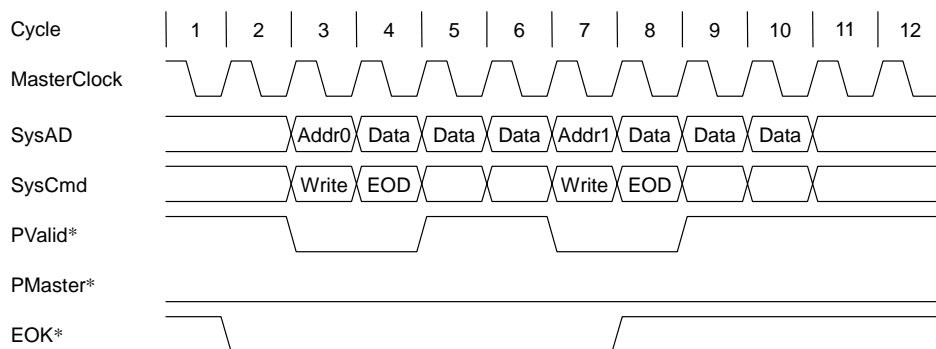 Cycle 1 2 3 4 5 6 7 8 9 10 11 12
MasterClock
SysAD Addr0 Data Data Data Addr1 Data Data Data
SysCmd Write EOD Write EOD
PValid*
PMaster*
EOK*